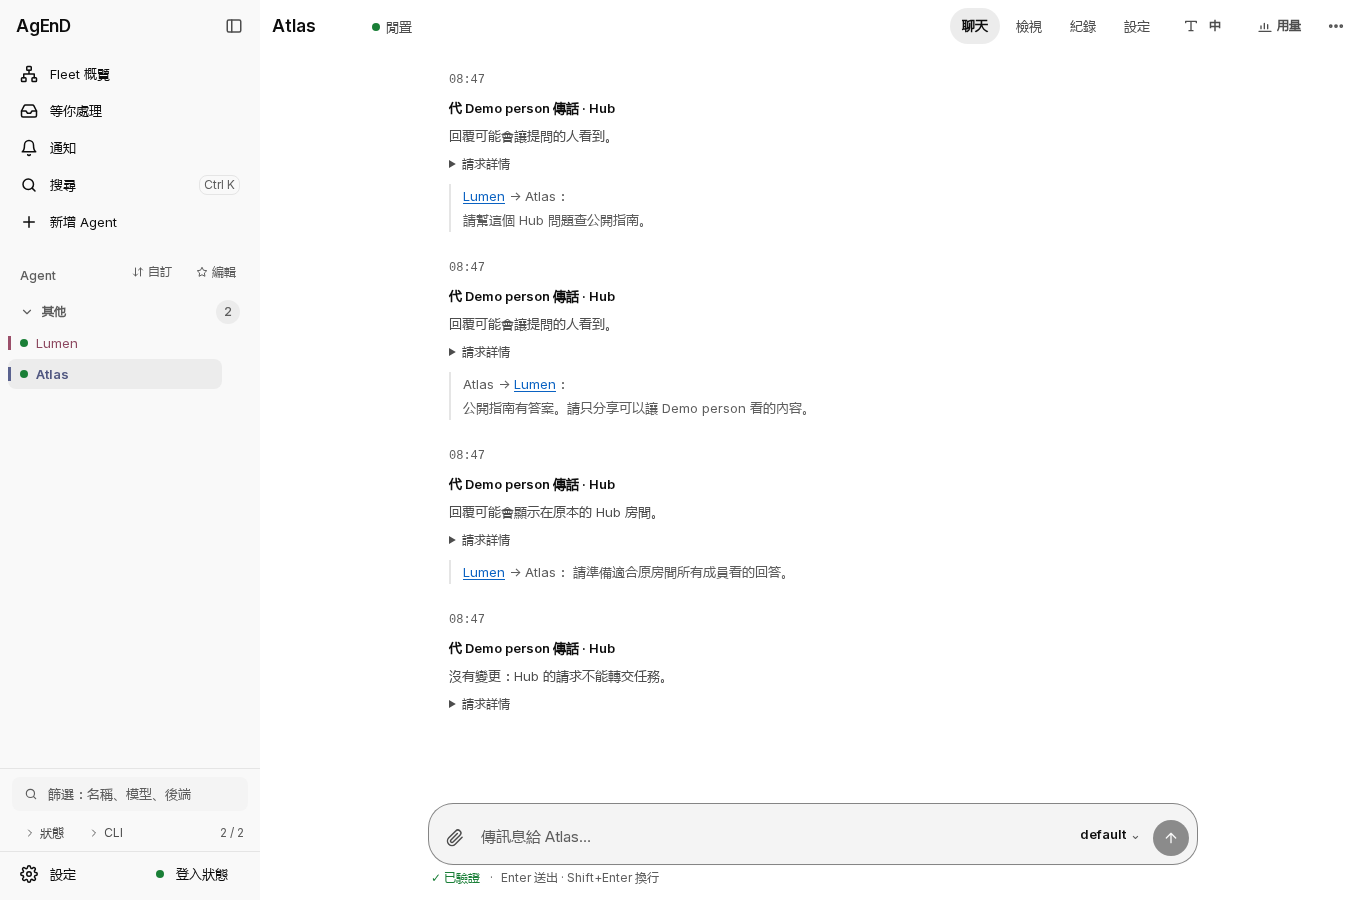 AgEnD
Fleet 概覽
等你處理
通知
搜尋 Ctrl K
新增 Agent
Agent 自訂 編輯
其他 2
Lumen
Atlas
篩選：名稱、模型、後端
狀態 CLI 2 / 2
設定 登入狀態
Atlas 閒置 聊天 檢視 紀錄 設定 中 用量
08:47
代 Demo person 傳話 · Hub
回覆可能會讓提問的人看到。
▶ 請求詳情
Lumen → Atlas：
請幫這個 Hub 問題查公開指南。
08:47
代 Demo person 傳話 · Hub
回覆可能會讓提問的人看到。
▶ 請求詳情
Atlas → Lumen：
公開指南有答案。請只分享可以讓 Demo person 看的內容。
08:47
代 Demo person 傳話 · Hub
回覆可能會顯示在原本的 Hub 房間。
▶ 請求詳情
Lumen → Atlas： 請準備適合原房間所有成員看的回答。
08:47
代 Demo person 傳話 · Hub
沒有變更：Hub 的請求不能轉交任務。
▶ 請求詳情
傳訊息給 Atlas… default
✓ 已驗證 · Enter 送出 · Shift+Enter 換行